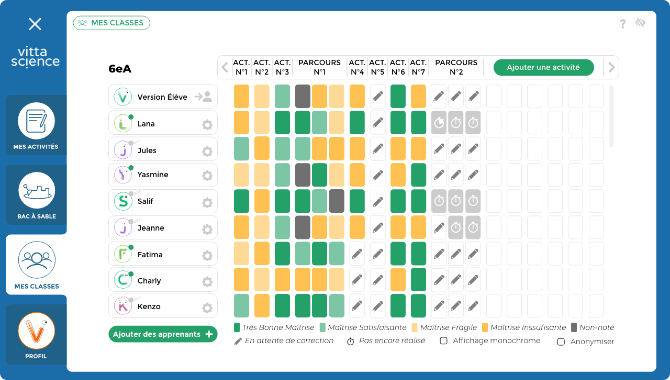 MES CLASSES
vitta
science
MES ACTIVITÉS
BAC À SABLE
MES CLASSES
PROFIL
6eA
ACT. N°1
ACT. N°2
ACT. N°3
PARCOURS N°1
ACT. N°4
ACT. N°5
ACT. N°6
ACT. N°7
PARCOURS N°2
Ajouter une activité
Version Élève
Lana
Jules
Yasmine
Salif
Jeanne
Fatima
Charly
Kenzo
Ajouter des apprenants +
Très Bonne Maîtrise
Maîtrise Satisfaisante
Maîtrise Fragile
Maîtrise Insuffisante
Non-noté
En attente de correction
Pas encore réalisé
Affichage monochrome
Anonymiser